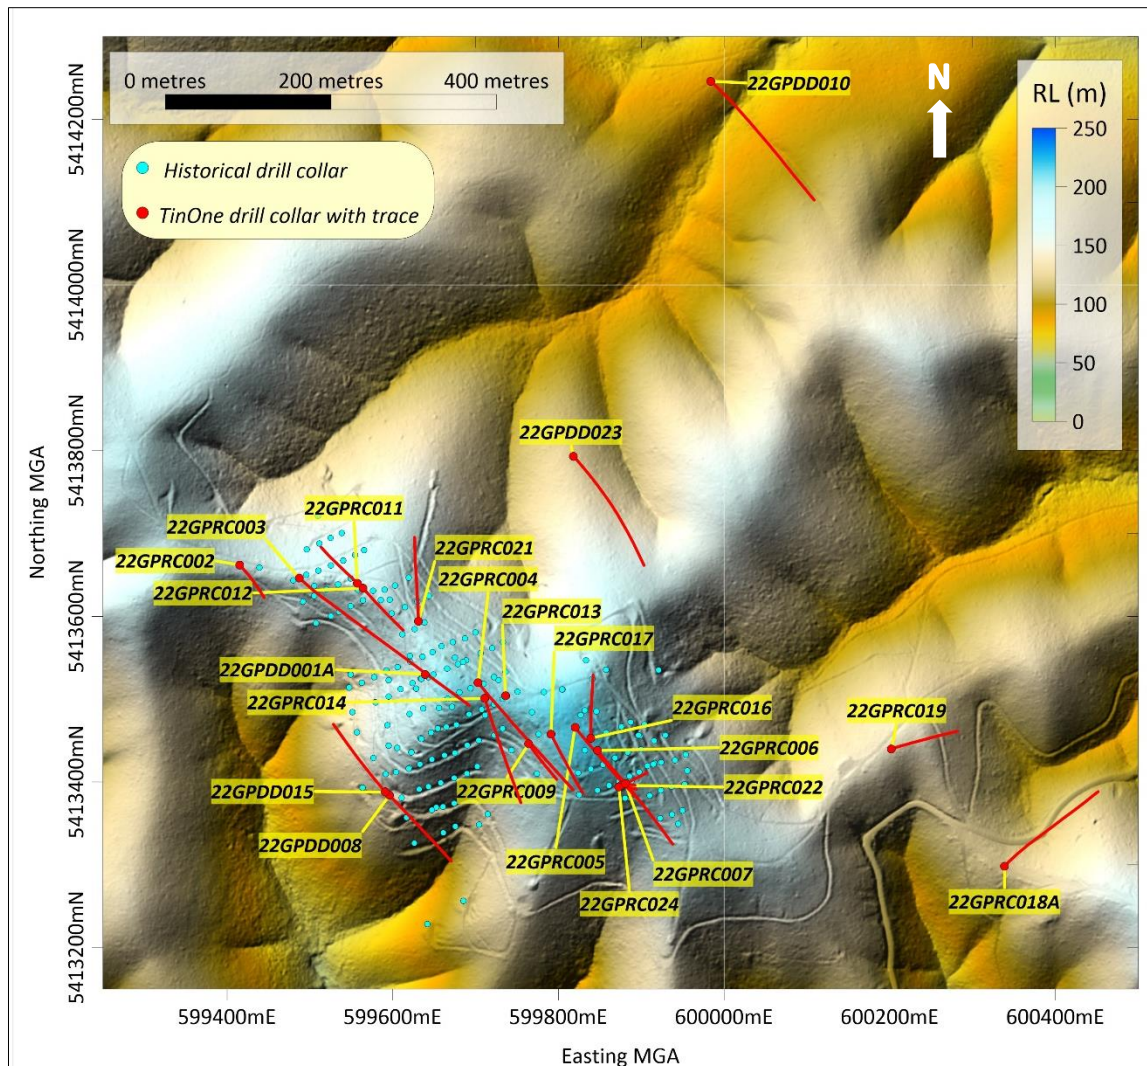 0 metres 200 metres 400 metres
N
RL (m)
250
200
150
100
50
0
Historical drill collar
TinOne drill collar with trace
22GPDD010
22GPDD023
22GPRC011
22GPRC003
22GPRC021
22GPRC002
22GPRC004
22GPRC012
22GPRC013
22GPRC017
22GPDD001A
22GPRC014
22GPRC016
22GPRC019
22GPRC006
22GPDD015
22GPRC009
22GPRC022
22GPDD008
22GPRC005
22GPRC007
22GPRC024
22GPRC018A
5414200mN
5414000mN
5413800mN
5413600mN
5413400mN
5413200mN
Northing MGA
599400mE
599600mE
599800mE
600000mE
600200mE
600400mE
Easting MGA